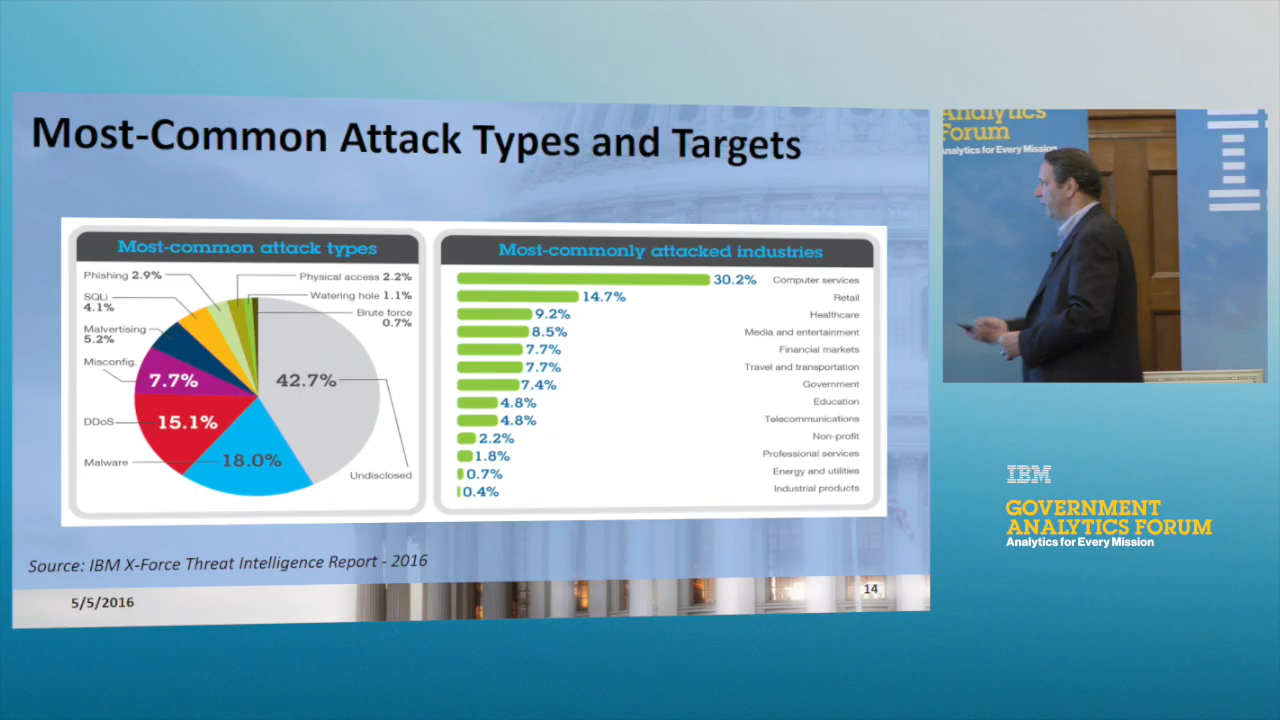 Most-Common Attack Types and Targets
Most-common attack types
Phishing 2.9%
SQLi
4.1%
Malvertising
5.2%
Misconfig.
7.7%
DDoS
15.1%
Malware
18.0%
Physical access 2.2%
Watering hole 1.1%
Brute force
0.7%
42.7%
Undisclosed
Most-commonly attacked industries
30.2% Computer services
14.7% Retail
9.2% Healthcare
8.5% Media and entertainment
7.7% Financial markets
7.7% Travel and transportation
7.4% Government
4.8% Education
4.8% Telecommunications
2.2% Non-profit
1.8% Professional services
0.7% Energy and utilities
0.4% Industrial products
Source: IBM X-Force Threat Intelligence Report - 2016
5/5/2016
14
Analytics
Forum
Analytics for Every Mission
IBM
GOVERNMENT
ANALYTICS FORUM
Analytics for Every Mission